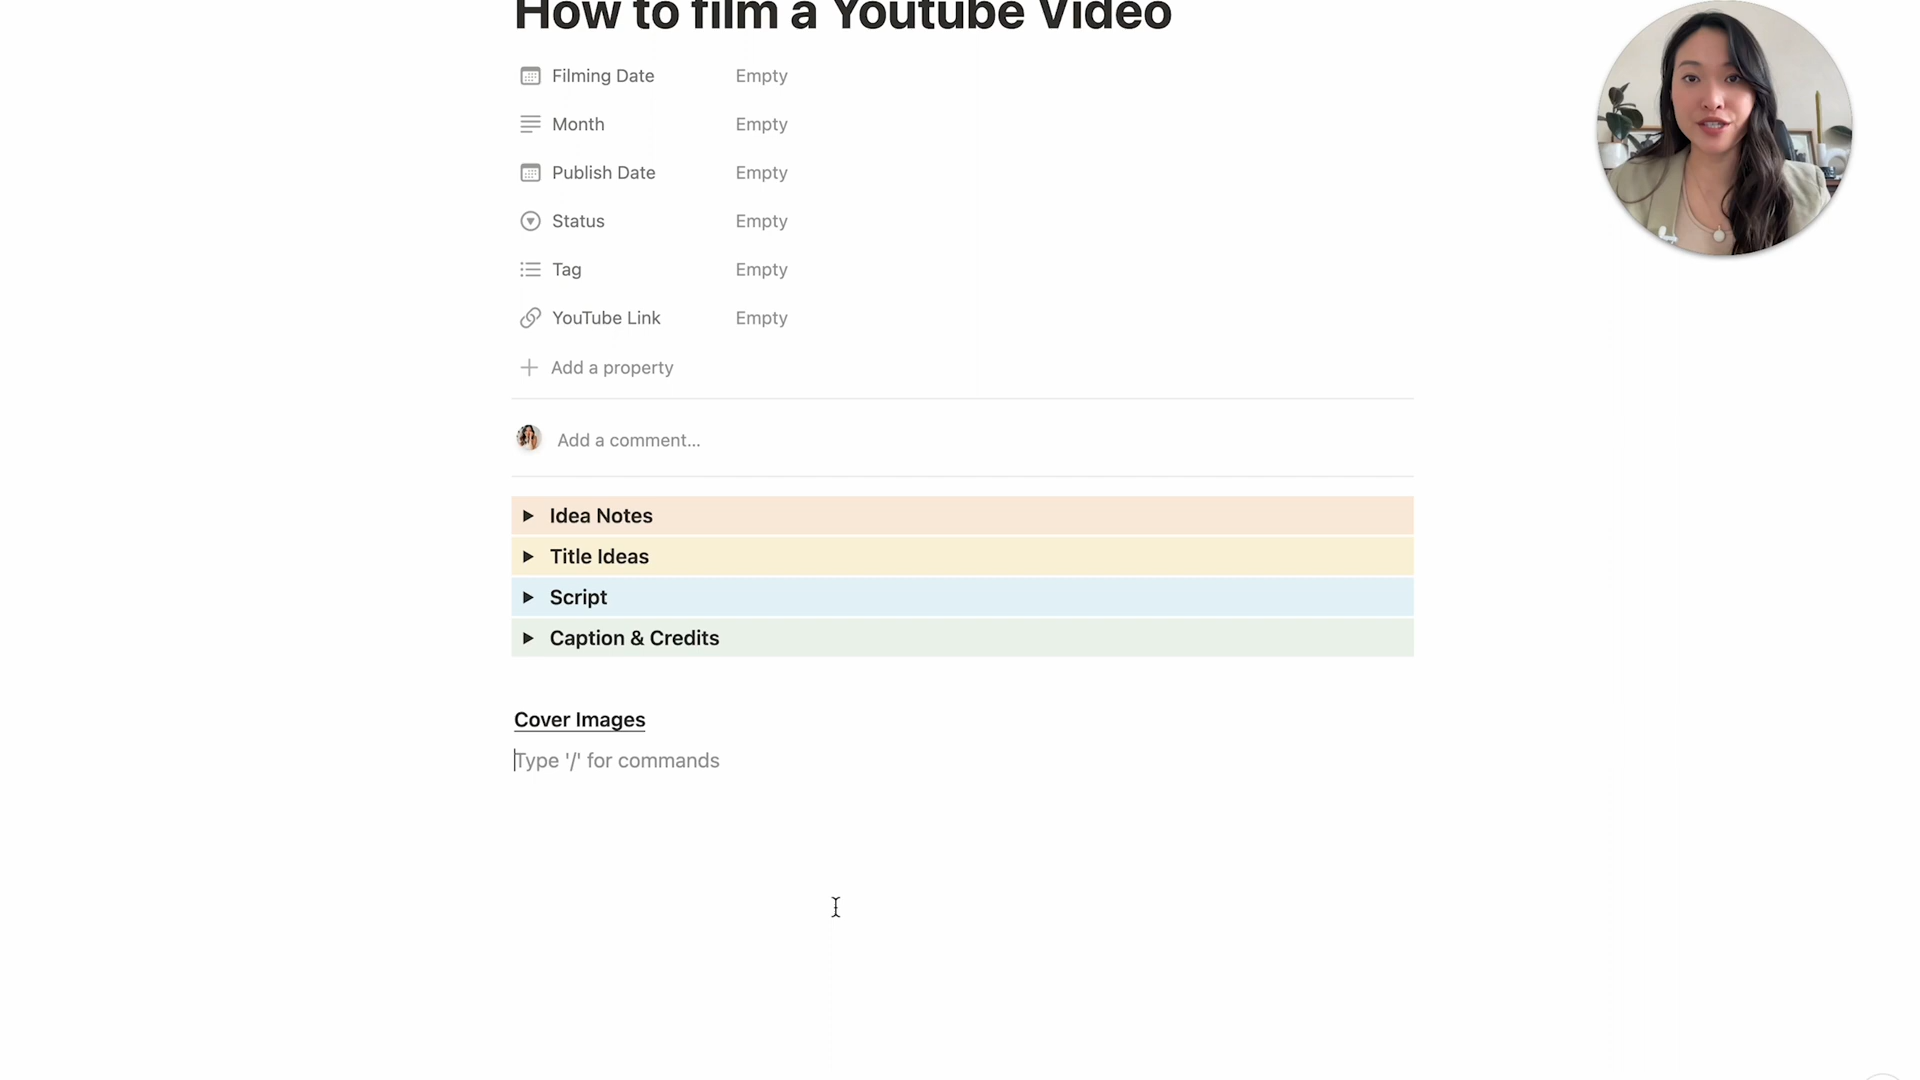 How to film a Youtube Video
Filming Date Empty
Month Empty
Publish Date Empty
Status Empty
Tag Empty
YouTube Link Empty
Add a property
Add a comment...
Idea Notes
Title Ideas
Script
Caption & Credits
Cover Images
Type '/' for commands